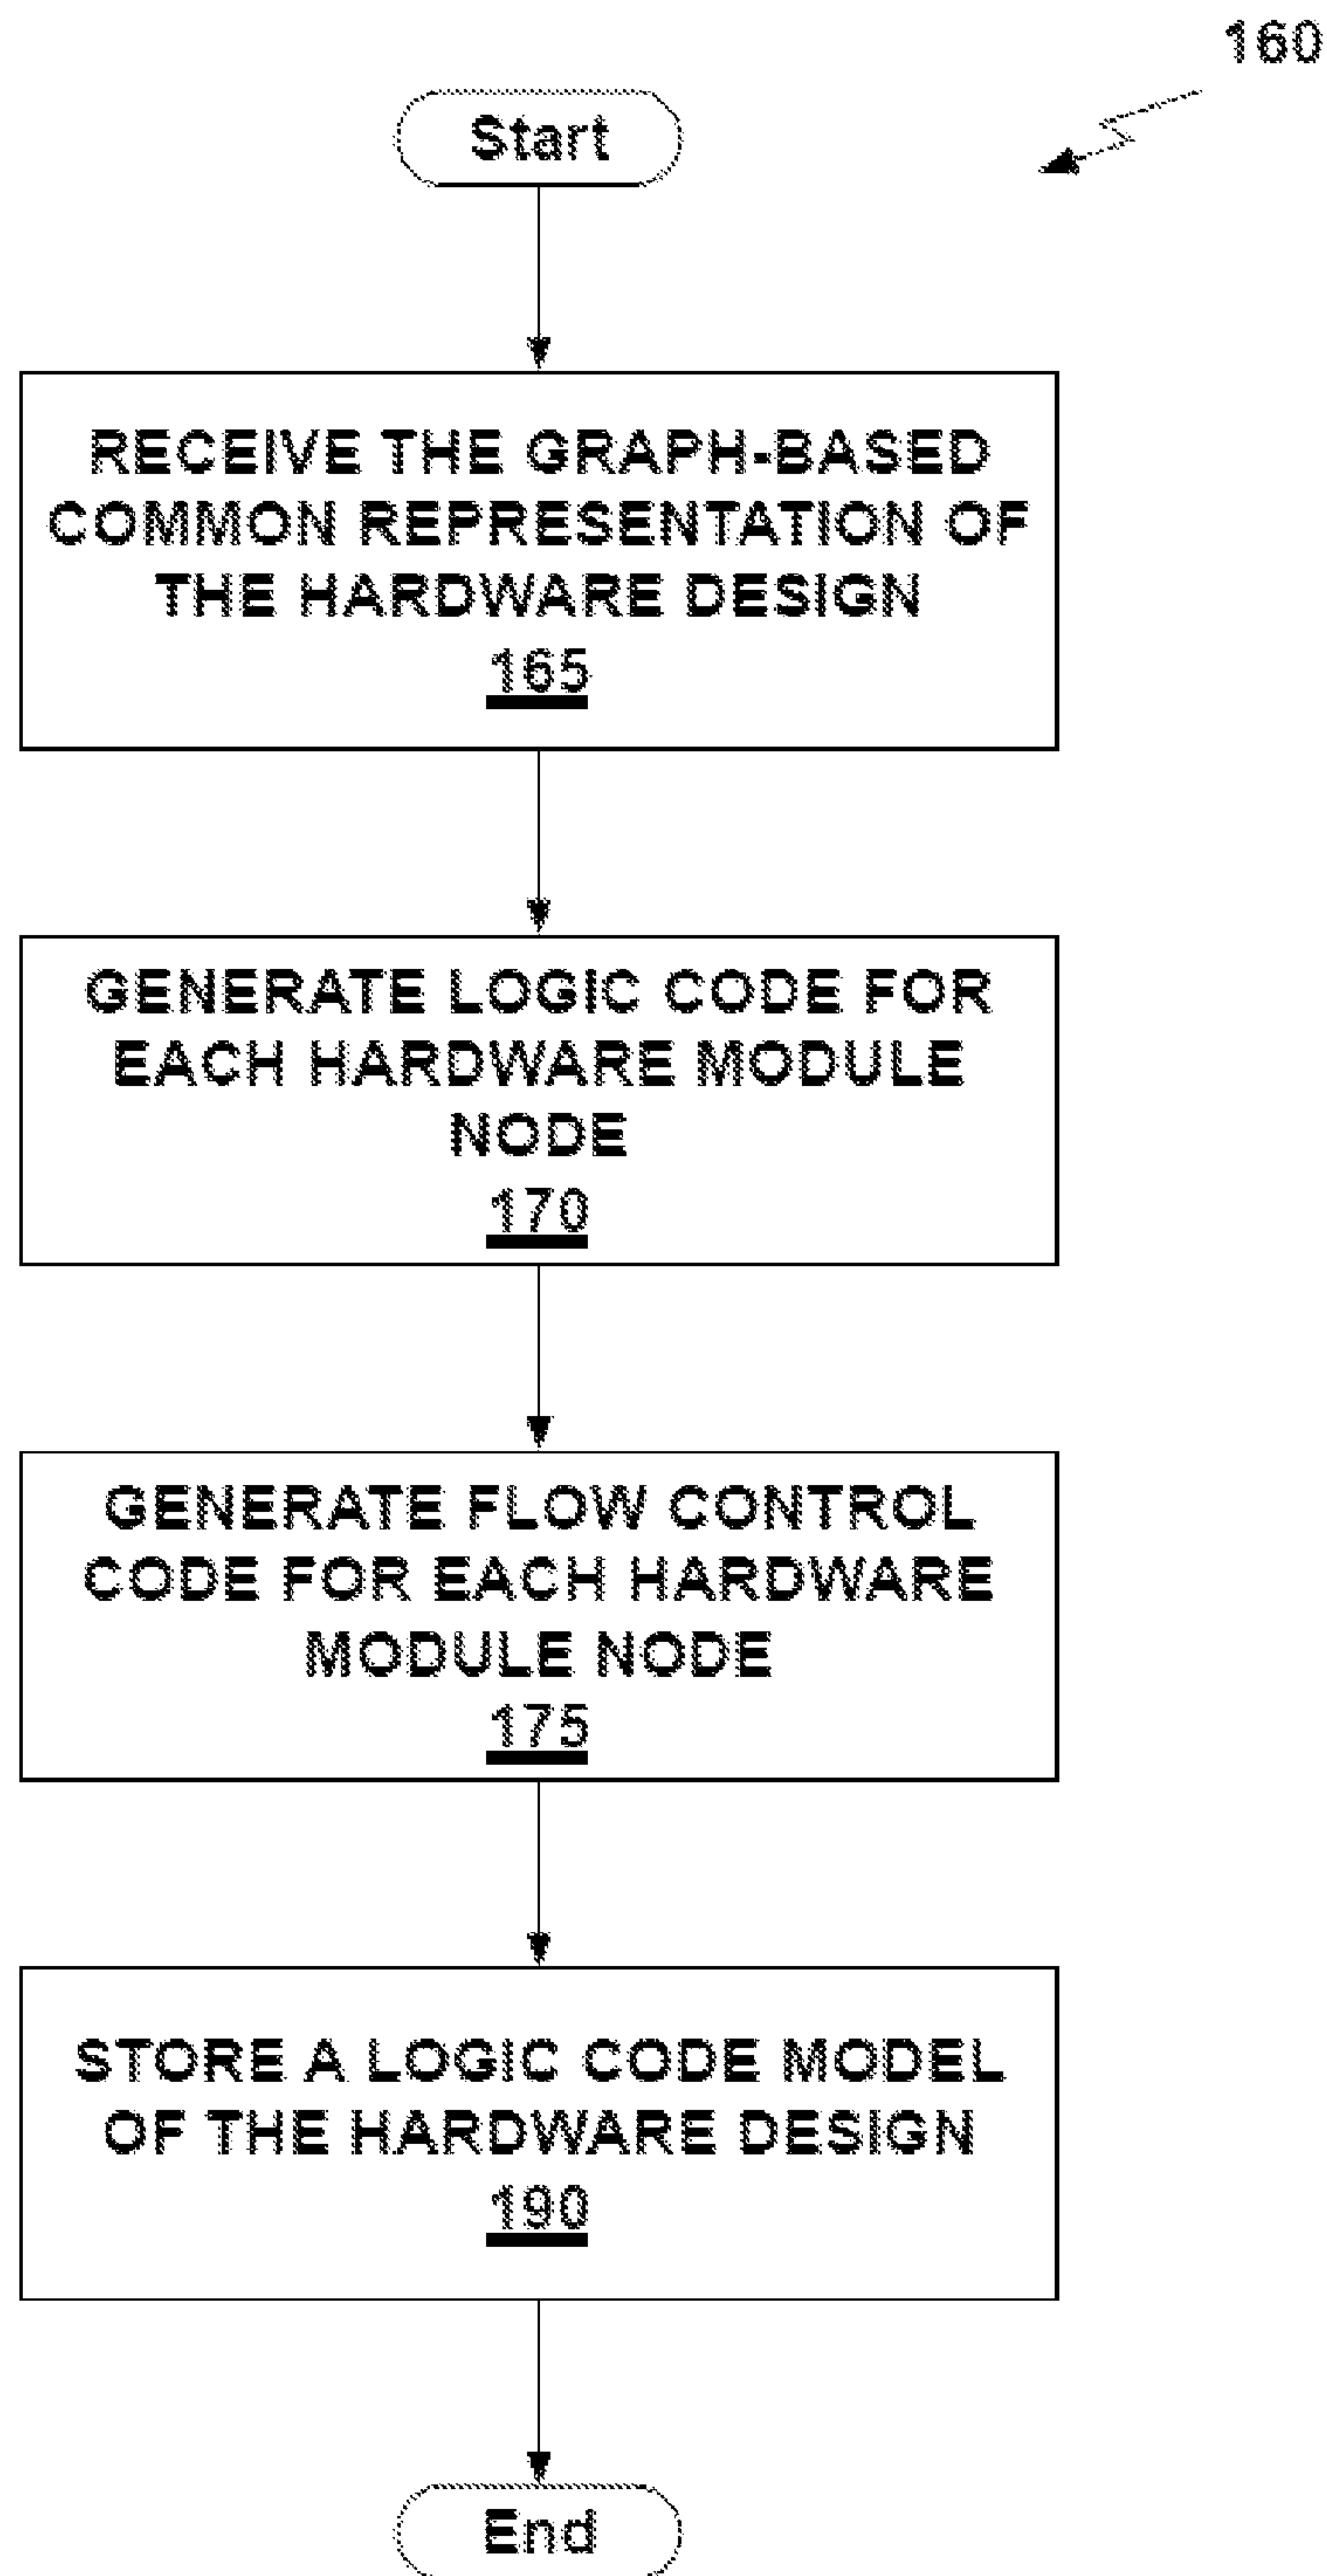 160
Start
RECEIVE THE GRAPH-BASED
COMMON REPRESENTATION OF
THE HARDWARE DESIGN
165
GENERATE LOGIC CODE FOR
EACH HARDWARE MODULE
NODE
170
GENERATE FLOW CONTROL
CODE FOR EACH HARDWARE
MODULE NODE
175
STORE A LOGIC CODE MODEL
OF THE HARDWARE DESIGN
190
End